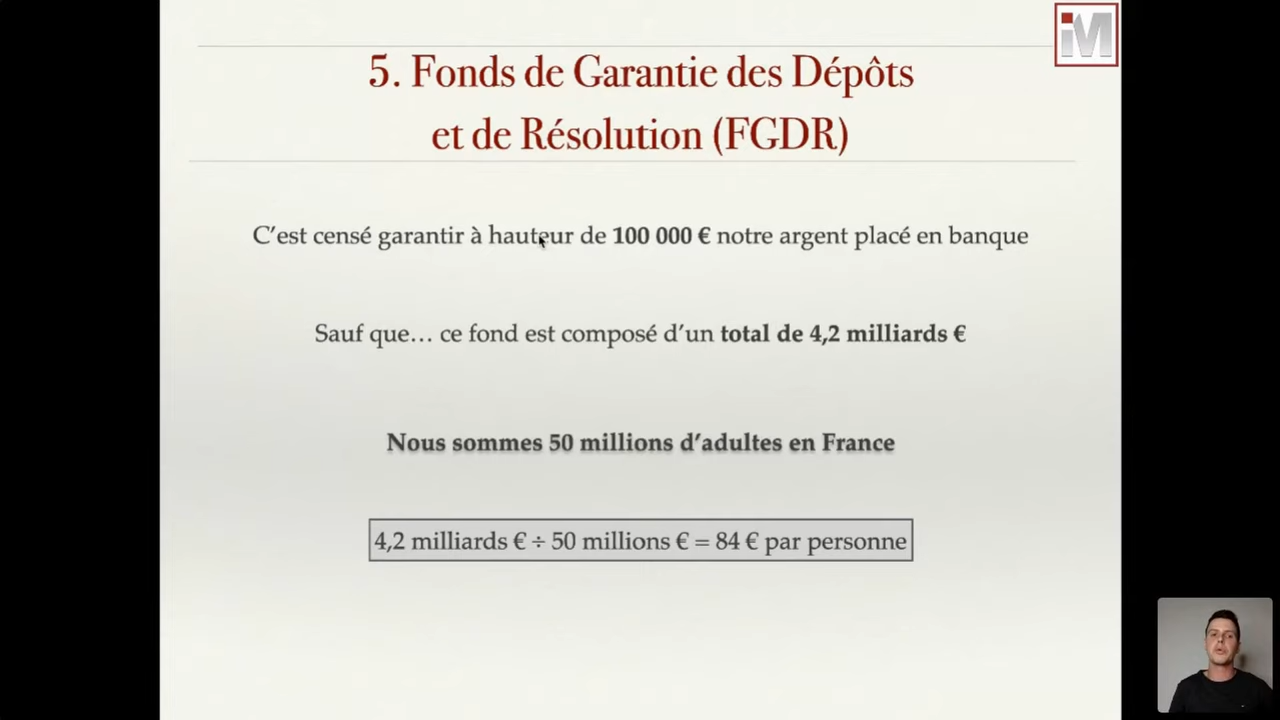 iM
5. Fonds de Garantie des Dépôts
et de Résolution (FGDR)
C’est censé garantir à hauteur de 100 000 € notre argent placé en banque
Sauf que… ce fond est composé d’un total de 4,2 milliards €
Nous sommes 50 millions d’adultes en France
4,2 milliards € ÷ 50 millions € = 84 € par personne